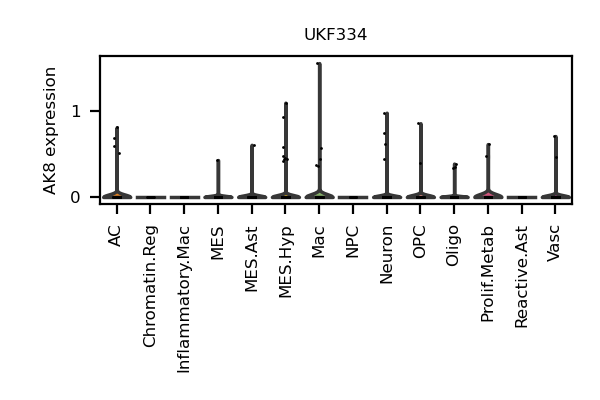 UKF334
AK8 expression
1
0
AC
Chromatin.Reg
Inflammatory.Mac
MES
MES.Ast
MES.Hyp
Mac
NPC
Neuron
OPC
Oligo
Prolif.Metab
Reactive.Ast
Vasc